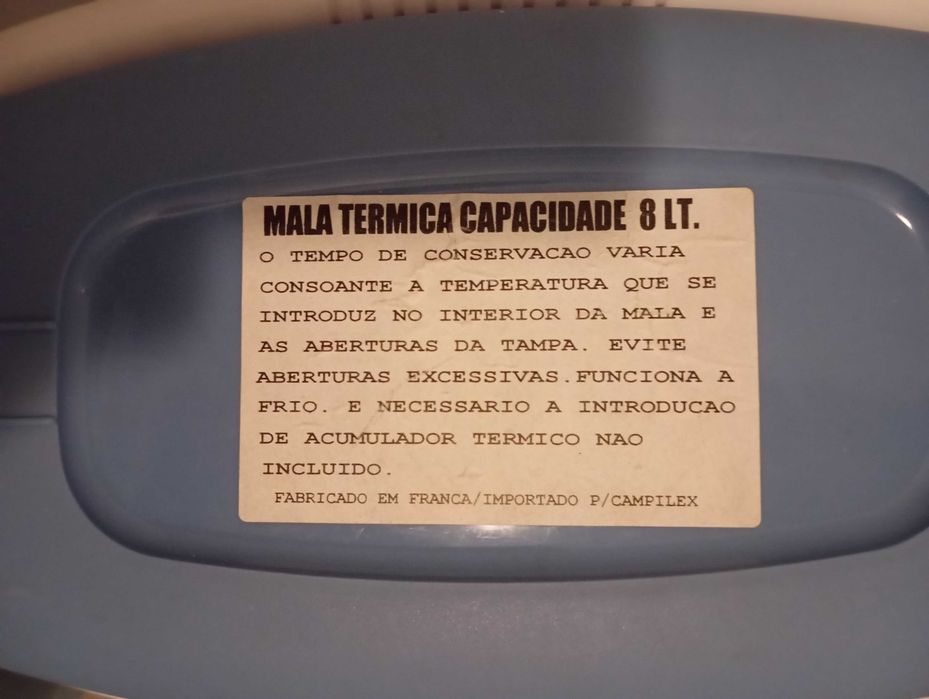 MALA TERMICA CAPACIDADE 8 LT.
O TEMPO DE CONSERVACAO VARIA
CONSOANTE A TEMPERATURA QUE SE
INTRODUZ NO INTERIOR DA MALA E
AS ABERTURAS DA TAMPA. EVITE
ABERTURAS EXCESSIVAS.FUNCIONA A
FRIO. E NECESSARIO A INTRODUCAO
DE ACUMULADOR TERMICO NAO
INCLUIDO.
FABRICADO EM FRANCA/IMPORTADO P/CAMPILEX